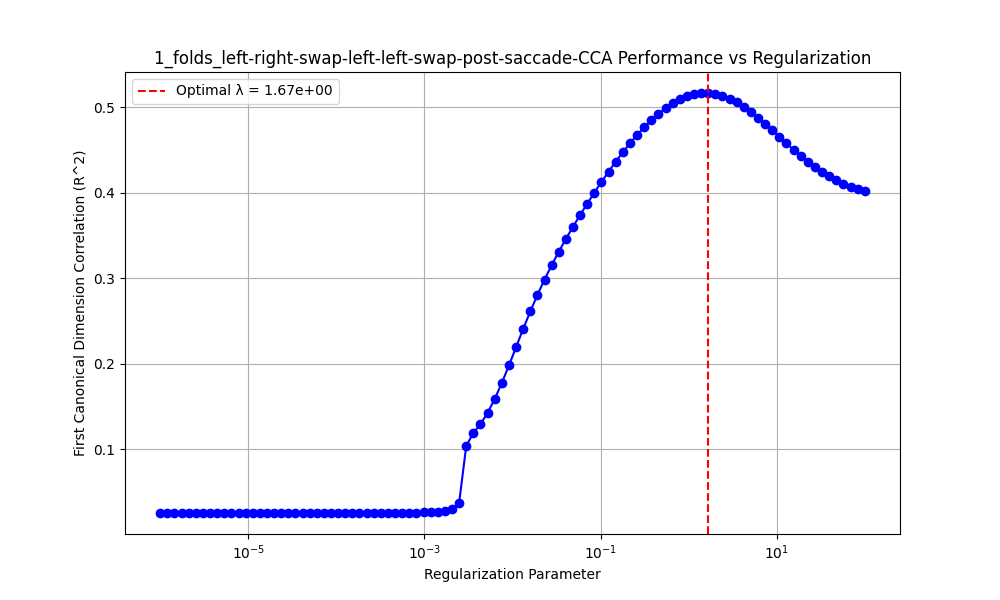 1_folds_left-right-swap-left-left-swap-post-saccade-CCA Performance vs Regularization
Optimal λ = 1.67e+00
First Canonical Dimension Correlation (R^2)
0.5
0.4
0.3
0.2
0.1
10^-5
10^-3
10^-1
10^1
Regularization Parameter